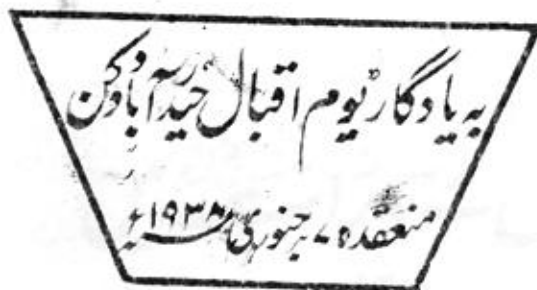 بہ یادگار یوم اقبال حیدرآباد دکن
منعقدہ ۷ جنوری ۱۹۳۸ء